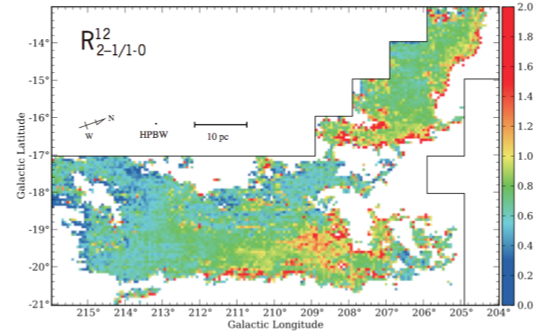 R12 2–1/1-0
-14°
-15°
-16°
-17°
-18°
-19°
-20°
-21°
Galactic Latitude
N
W
HPBW
10 pc
215° 214° 213° 212° 211° 210° 209° 208° 207° 206° 205° 204°
Galactic Longitude
2.0
1.8
1.6
1.4
1.2
1.0
0.8
0.6
0.4
0.2
0.0